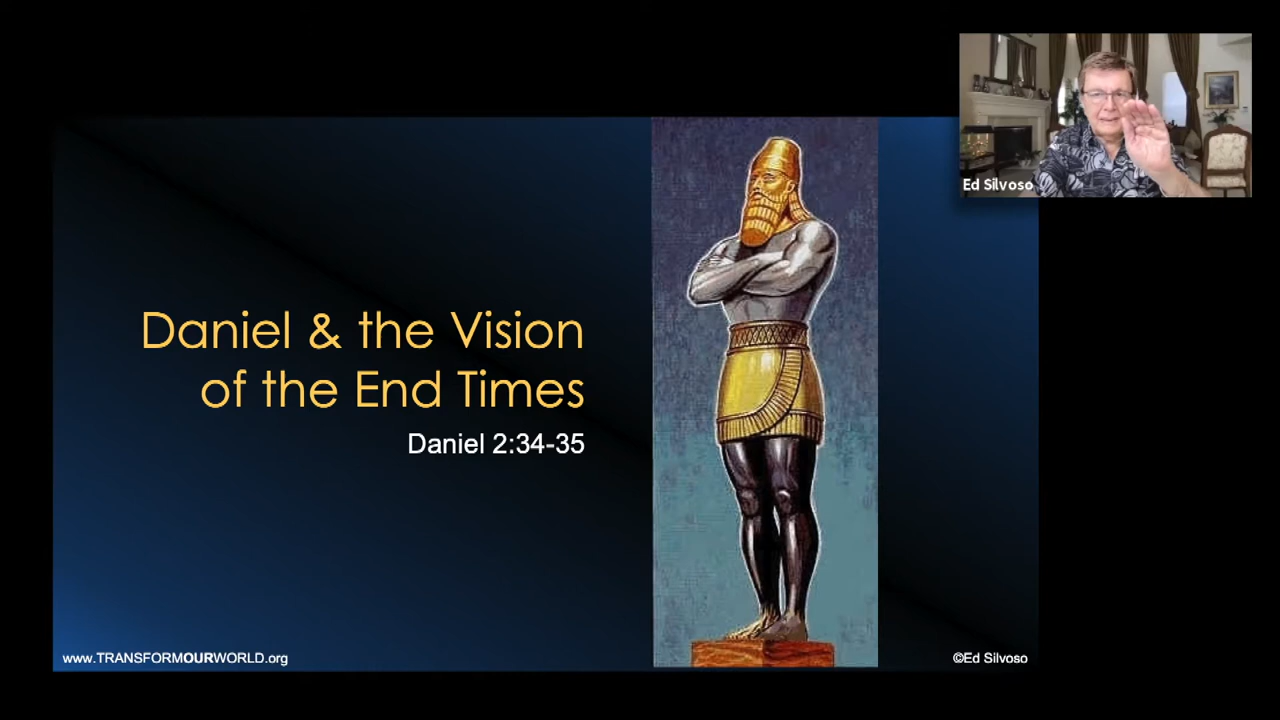 Ed Silvoso
Daniel & the Vision
of the End Times
Daniel 2:34-35
www.TRANSFORMOURWORLD.org
©Ed Silvoso